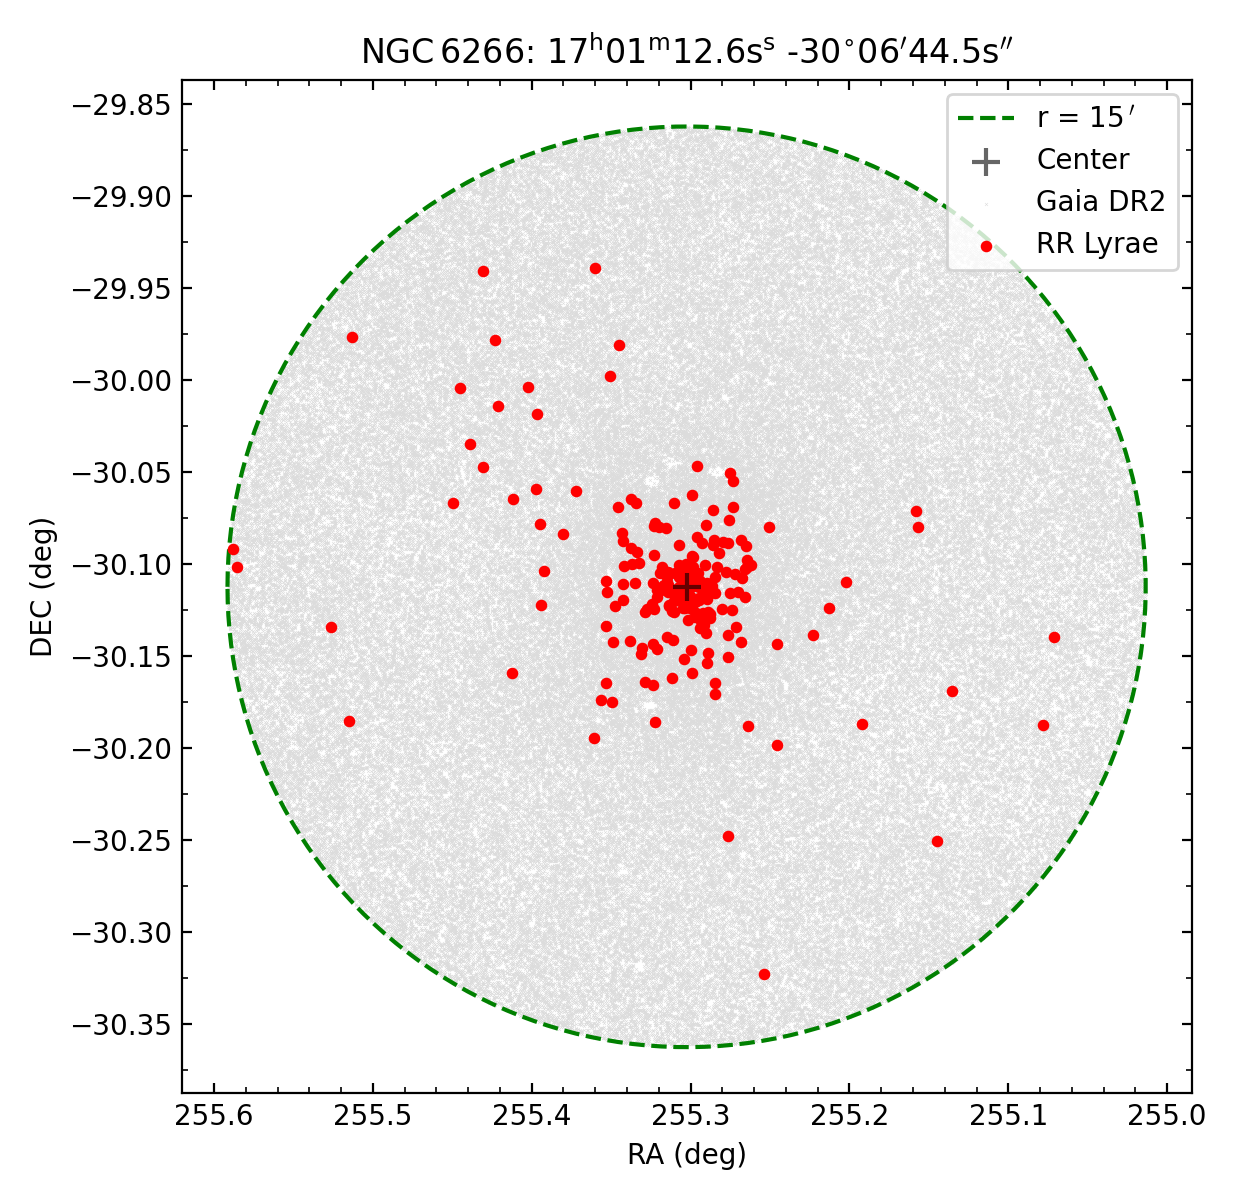 NGC 6266: 17ʰ01ᵐ12.6sˢ -30°06′44.5s″
r = 15′
Center
Gaia DR2
RR Lyrae
DEC (deg)
−29.85
−29.90
−29.95
−30.00
−30.05
−30.10
−30.15
−30.20
−30.25
−30.30
−30.35
255.6 255.5 255.4 255.3 255.2 255.1 255.0
RA (deg)